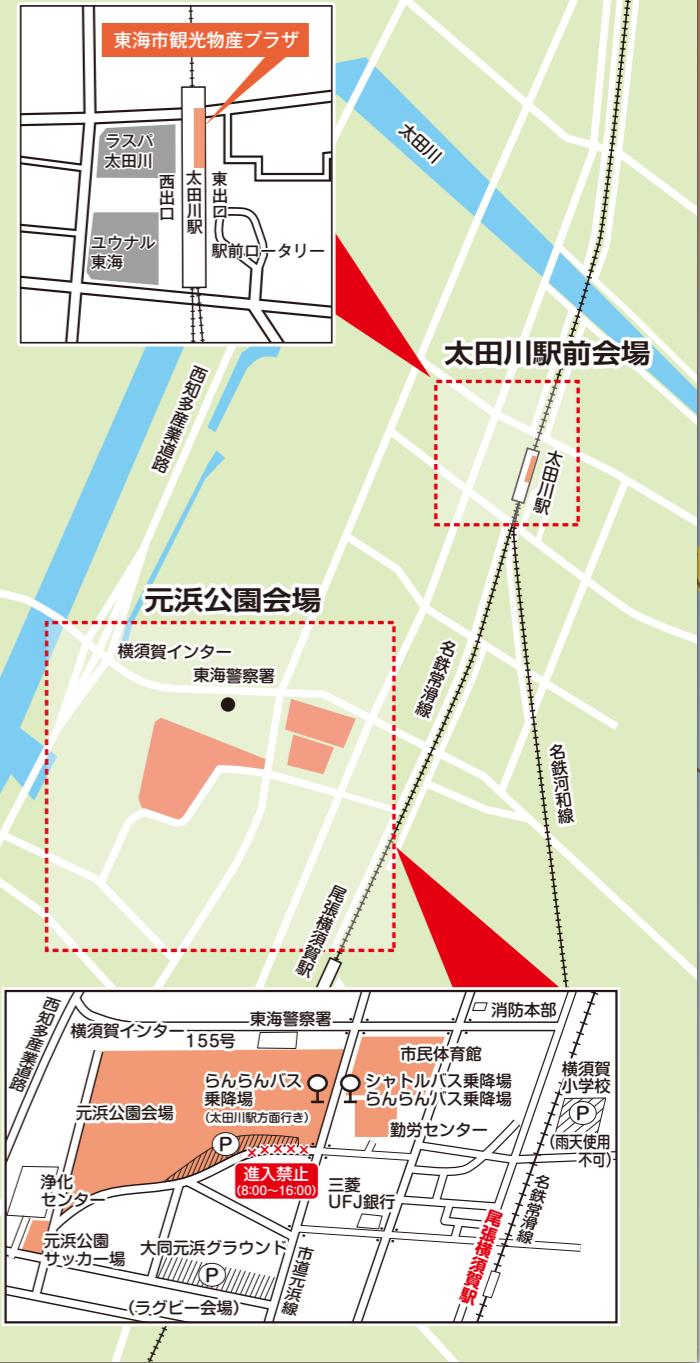 東海市観光物産プラザ
ラスパ
太田川
西出口
太田川駅
東出口
ユウナル
東海
駅前ロータリー
太田川
太田川駅前会場
西知多産業道路
太田川駅
元浜公園会場
横須賀インター
東海警察署
名鉄常滑線
名鉄河和線
尾張横須賀駅
西知多産業道路
横須賀インター
155号
東海警察署
消防本部
市民体育館
横須賀
小学校
P
(雨天使用
不可)
元浜公園会場
らんらんバス
乗降場
(太田川駅方面行き)
シャトルバス乗降場
らんらんバス乗降場
勤労センター
P
×××××
進入禁止
(8:00〜16:00)
三菱
UFJ銀行
浄化
センター
元浜公園
サッカー場
大同元浜グラウンド
P
(ラグビー会場)
市道元浜線
名鉄常滑線
尾張横須賀駅